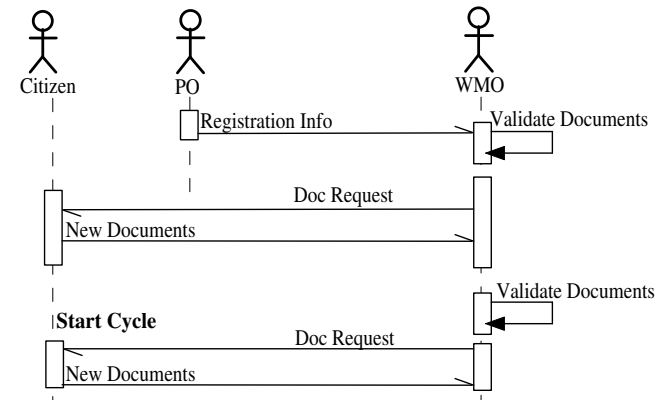 Citizen
PO
WMO
Registration Info
Validate Documents
Doc Request
New Documents
Validate Documents
Start Cycle
Doc Request
New Documents